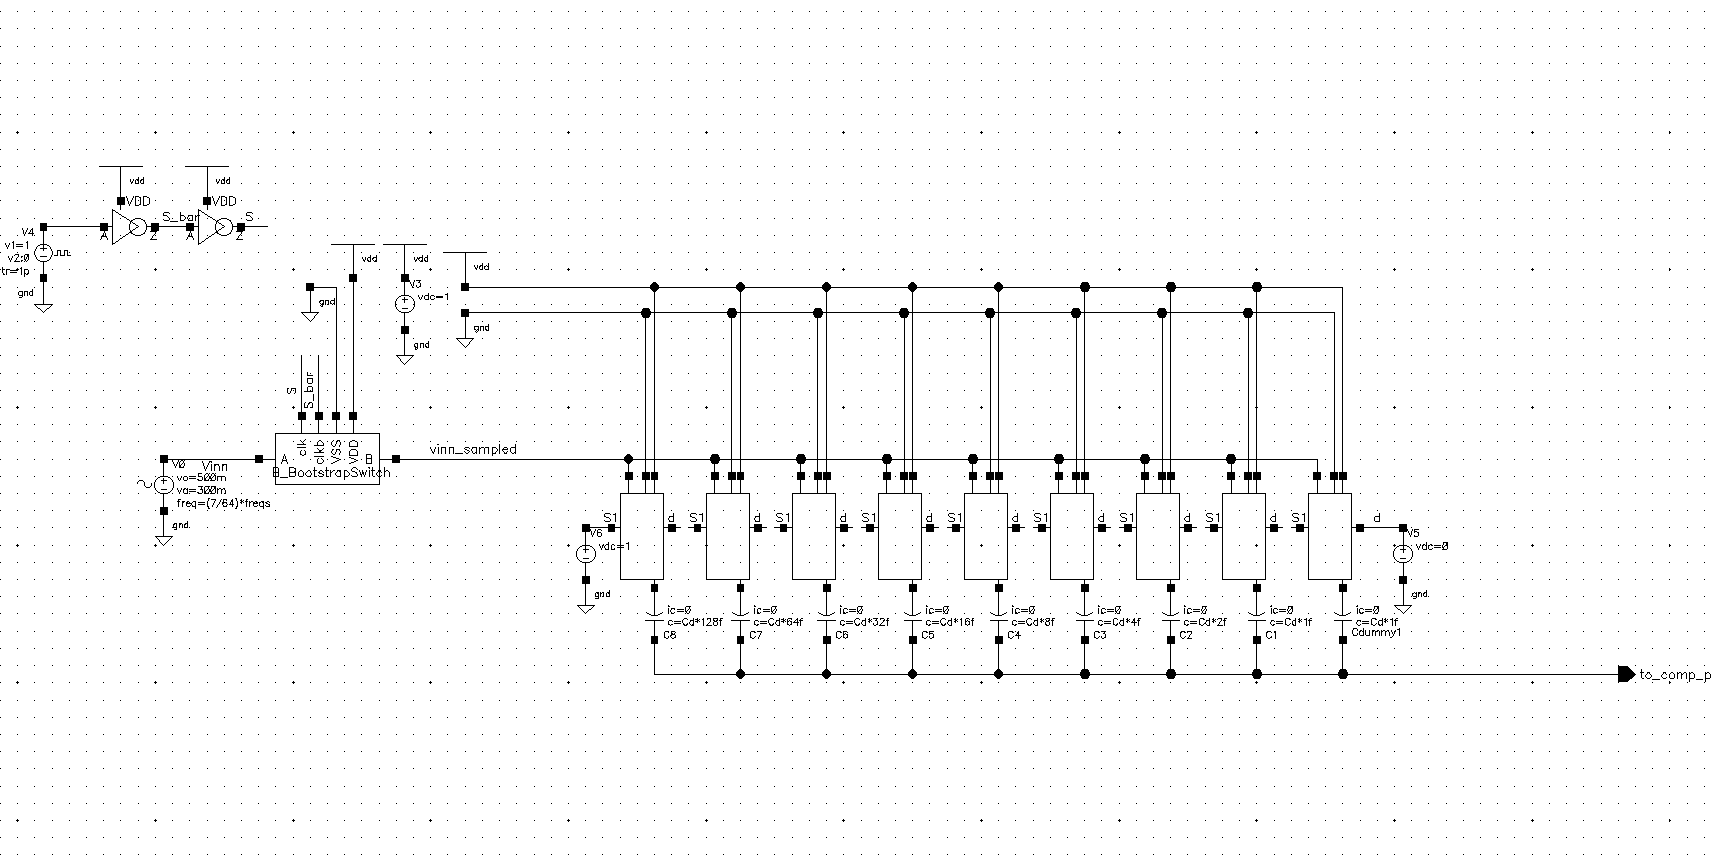 vdd
vdd
VBD
VBD
S_bar
S
A
Z
A
Z
V4
v1=1
v2:0
tr=1p
gnd
vdd
vdd
vdd
gnd
V3
vdc=1
gnd
gnd
S
S_bar
clk
clkb
VSS
VDD
A
B
B_BootstrapSwitch
vinn_sampled
V0
Vinn
vo=500m
va=300m
freq=(7/64)*freqs
gnd
S1
d
S1
d
S1
d
S1
d
S1
d
S1
d
S1
d
S1
d
S1
d
V6
vdc=1
gnd
V5
vdc=0
gnd
ic=0
c=Cd*128f
C8
ic=0
c=Cd*64f
C7
ic=0
c=Cd*32f
C6
ic=0
c=Cd*16f
C5
ic=0
c=Cd*8f
C4
ic=0
c=Cd*4f
C3
ic=0
c=Cd*2f
C2
ic=0
c=Cd*1f
C1
ic=0
c=Cd*1f
Cdummy1
to_comp_p